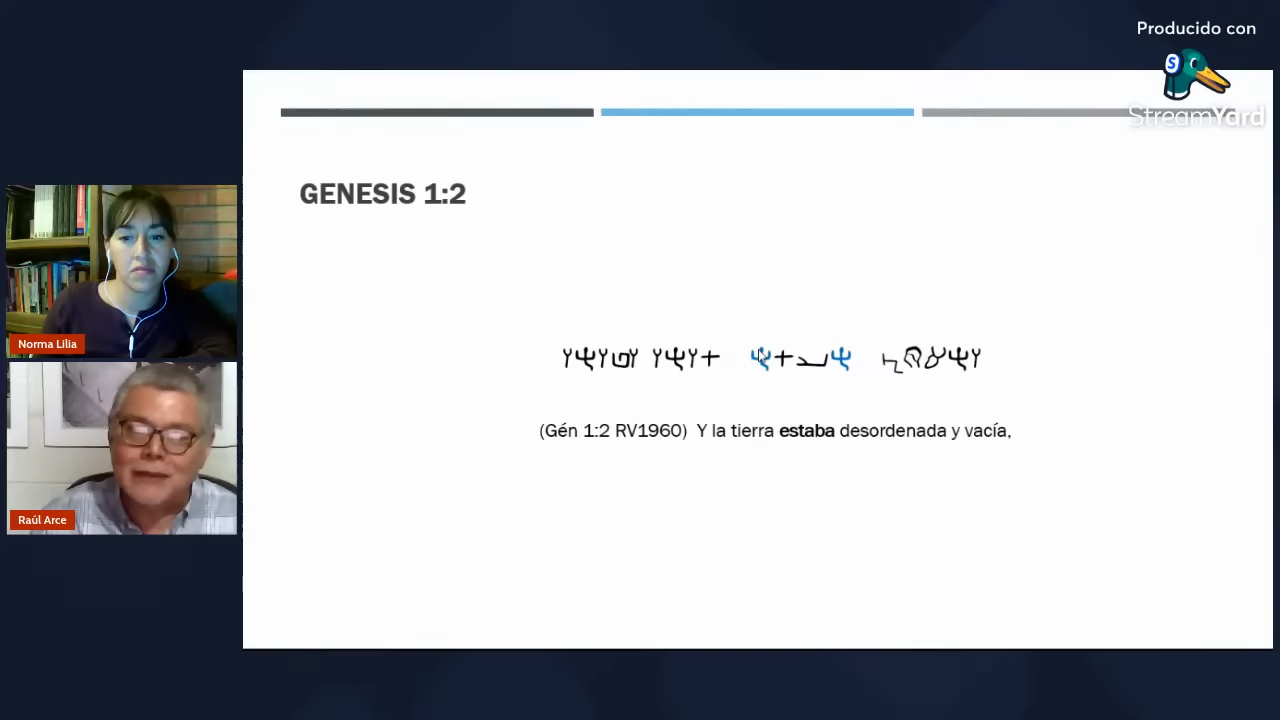 Producido con
StreamYard
GENESIS 1:2
(Gén 1:2 RV1960) Y la tierra estaba desordenada y vacía,
Norma Lilia
Raúl Arce